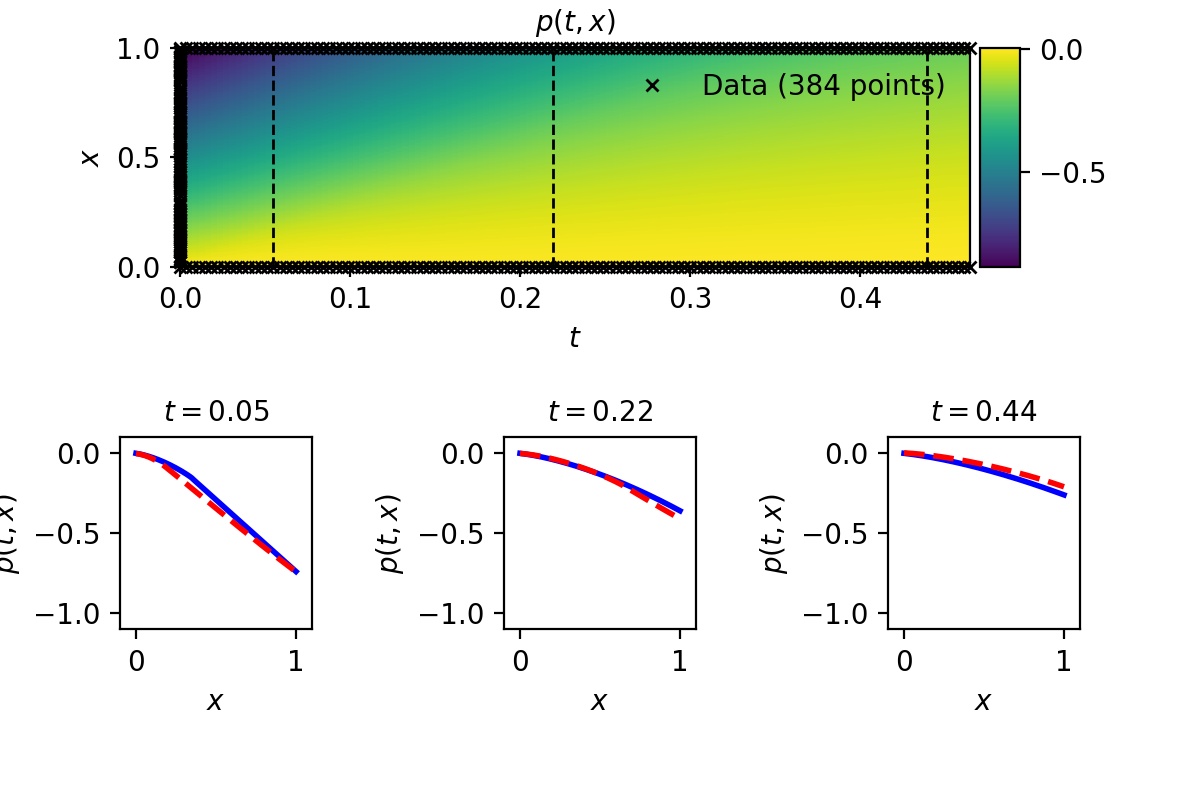 p(t, x)
1.0
0.5
0.0
x
Data (384 points)
0.0
−0.5
0.0 0.1 0.2 0.3 0.4
t
t = 0.05
0.0
−0.5
−1.0
p(t, x)
0 1
x
t = 0.22
0.0
−0.5
−1.0
p(t, x)
0 1
x
t = 0.44
0.0
−0.5
−1.0
p(t, x)
0 1
x